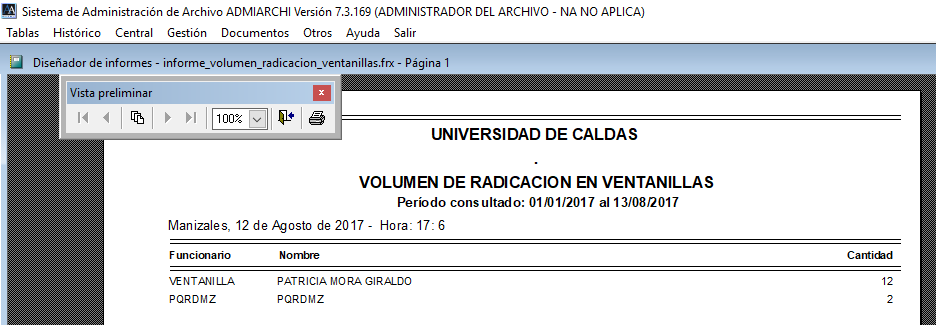 Sistema de Administración de Archivo ADMIARCHI Versión 7.3.169 (ADMINISTRADOR DEL ARCHIVO - NA NO APLICA)
Tablas Histórico Central Gestión Documentos Otros Ayuda Salir
Diseñador de informes - informe_volumen_radicacion_ventanillas.frx - Página 1
Vista preliminar
100%
UNIVERSIDAD DE CALDAS
.
VOLUMEN DE RADICACION EN VENTANILLAS
Período consultado: 01/01/2017 al 13/08/2017
Manizales, 12 de Agosto de 2017 - Hora: 17: 6
Funcionario Nombre Cantidad
VENTANILLA PATRICIA MORA GIRALDO 12
PQRDMZ PQRDMZ 2